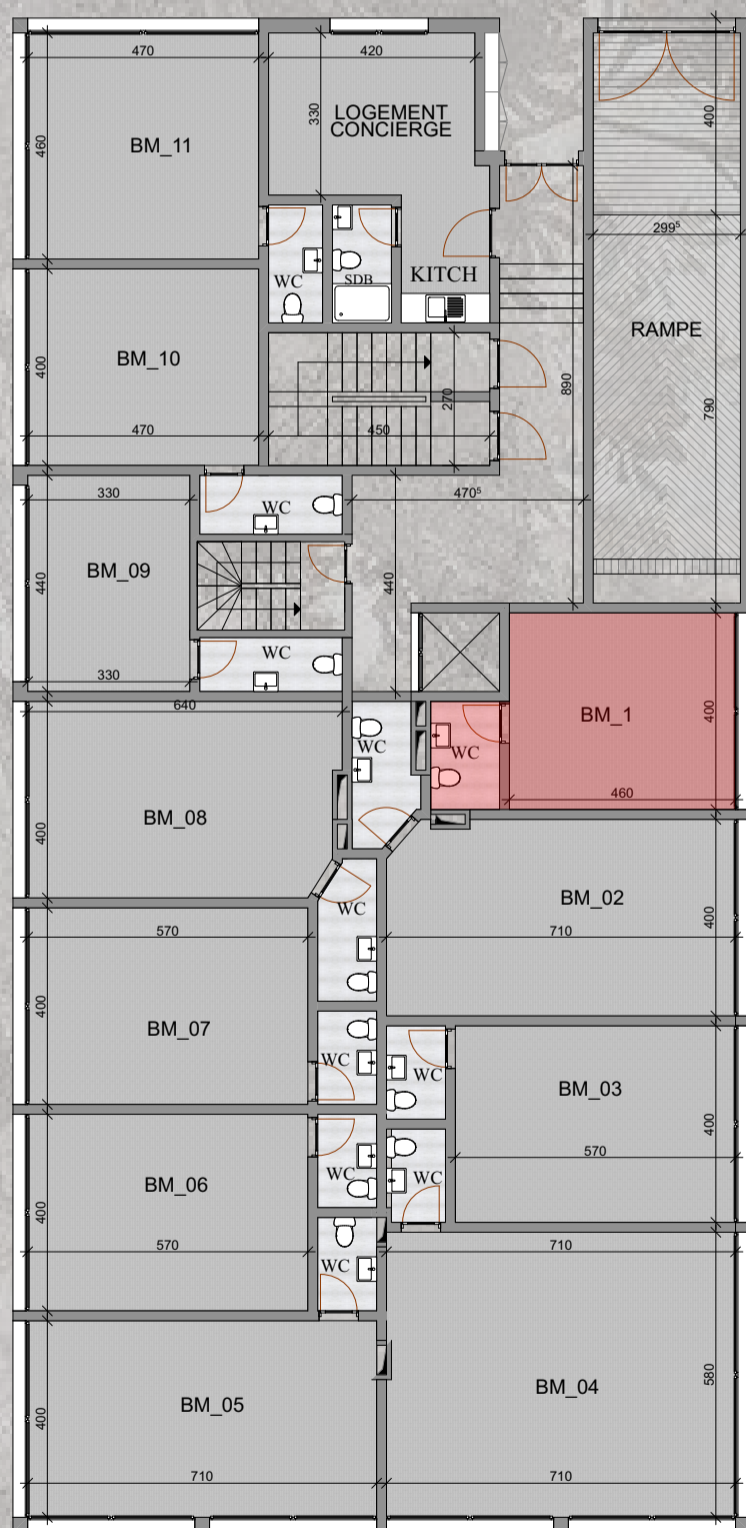 470
420
400
330
LOGEMENT
CONCIERGE
460
BM_11
299⁵
WC
SDB
KITCH
RAMPE
BM_10
400
270
890
790
470
450
330
WC
470⁵
BM_09
440
440
WC
330
640
BM_1
400
WC
WC
460
BM_08
400
BM_02
WC
400
570
710
400
BM_07
WC
WC
BM_03
400
570
WC
WC
BM_06
400
570
710
WC
BM_04
580
BM_05
400
710
710